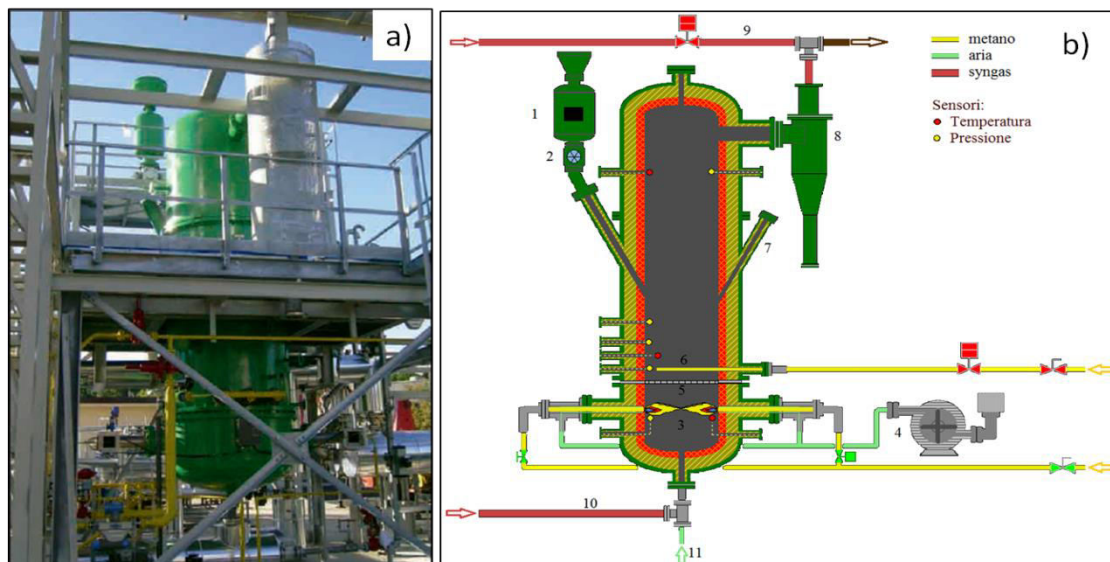 a)
b)
9
metano
aria
syngas
Sensori:
Temperatura
Pressione
1
2
8
7
6
5
3
4
10
11